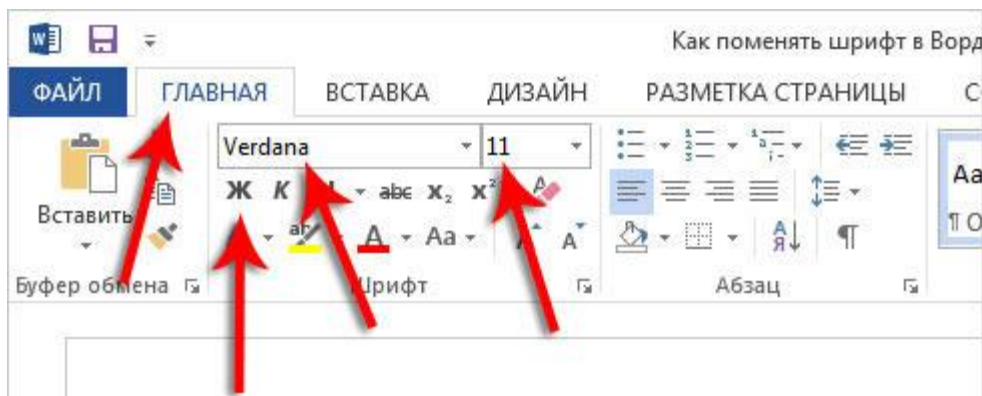 Как поменять шрифт в Ворд
ФАЙЛ ГЛАВНАЯ ВСТАВКА ДИЗАЙН РАЗМЕТКА СТРАНИЦЫ С
Verdana 11
Ж К abc X₂ X²
Вставить
Aa
A Aa A A А Я ¶ ¶ О
Буфер обмена Шрифт Абзац